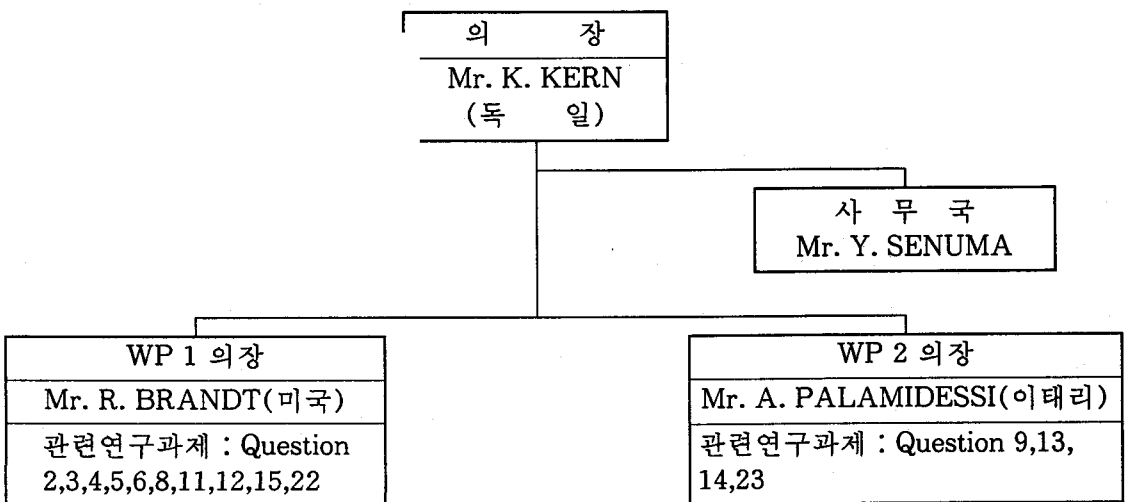 의 장
Mr. K. KERN
(독 일)
사 무 국
Mr. Y. SENUMA
WP 1 의장
Mr. R. BRANDT(미국)
관련연구과제 : Question
2,3,4,5,6,8,11,12,15,22
WP 2 의장
Mr. A. PALAMIDESSI(이태리)
관련연구과제 : Question 9,13,
14,23